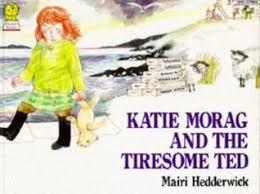 KATIE MORAG
AND THE
TIRESOME TED
Mairi Hedderwick